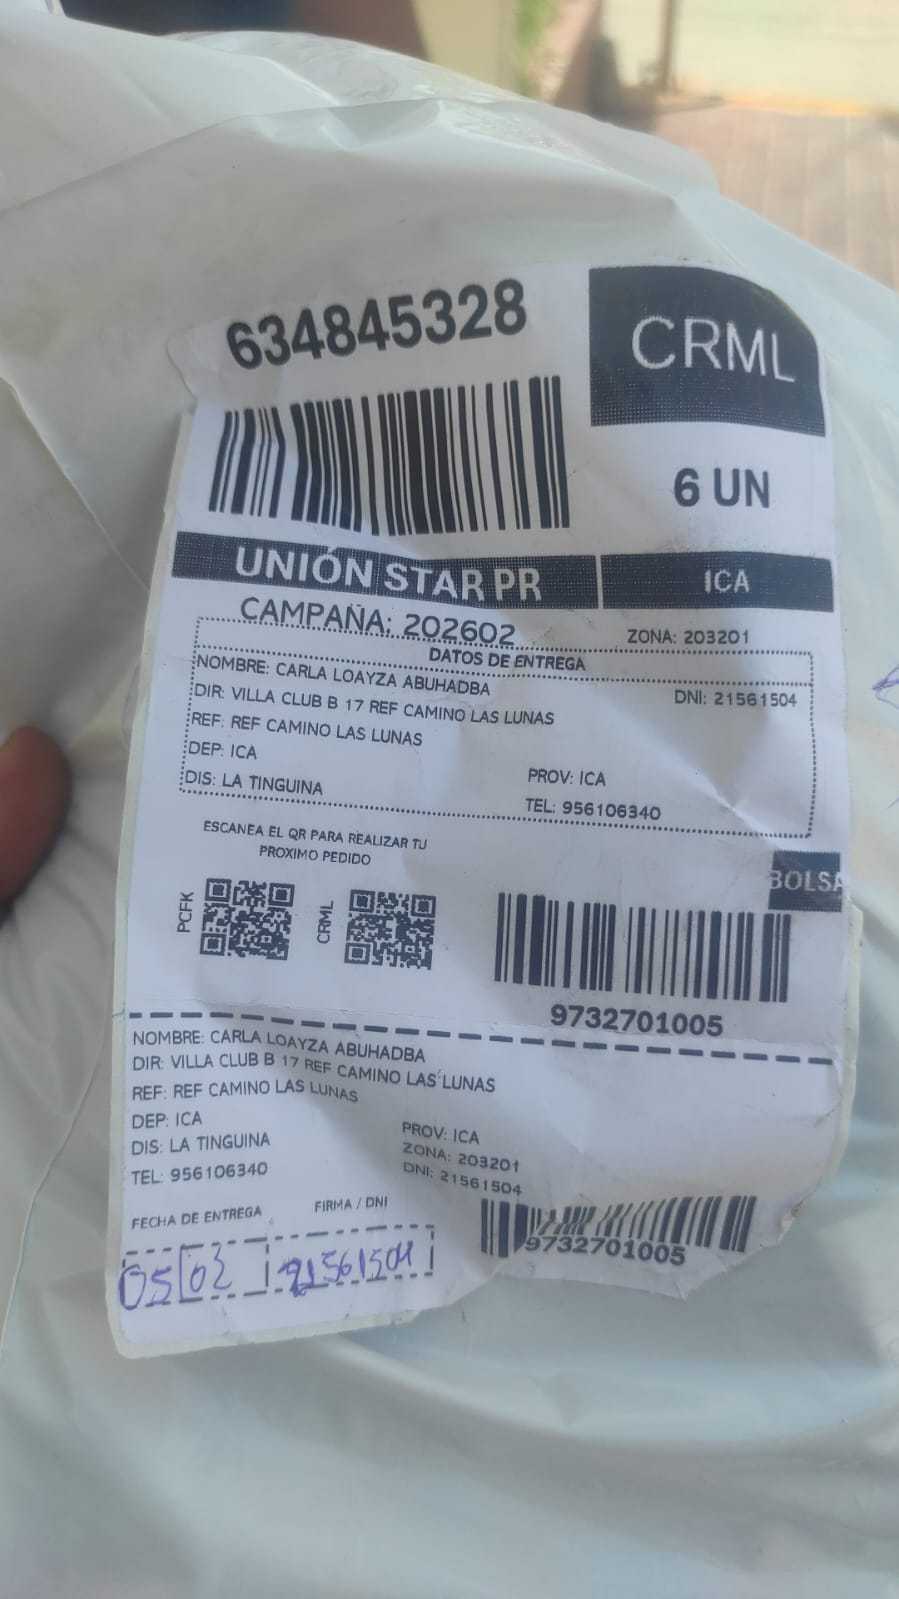 634845328
CRML
6 UN
UNIÓN STAR PR
ICA
CAMPAÑA: 202602
ZONA: 203201
DATOS DE ENTREGA
NOMBRE: CARLA LOAYZA ABUHADBA
DNI: 21561504
DIR: VILLA CLUB B 17 REF CAMINO LAS LUNAS
REF: REF CAMINO LAS LUNAS
DEP: ICA
PROV: ICA
DIS: LA TINGUINA
TEL: 956106340
ESCANEA EL QR PARA REALIZAR TU
PROXIMO PEDIDO
PCFK
CRML
BOLSA
9732701005
NOMBRE: CARLA LOAYZA ABUHADBA
DIR: VILLA CLUB B 17 REF CAMINO LAS LUNAS
REF: REF CAMINO LAS LUNAS
DEP: ICA
PROV: ICA
DIS: LA TINGUINA
ZONA: 203201
TEL: 956106340
DNI: 21561504
FECHA DE ENTREGA
FIRMA / DNI
9732701005
05 02
21561504